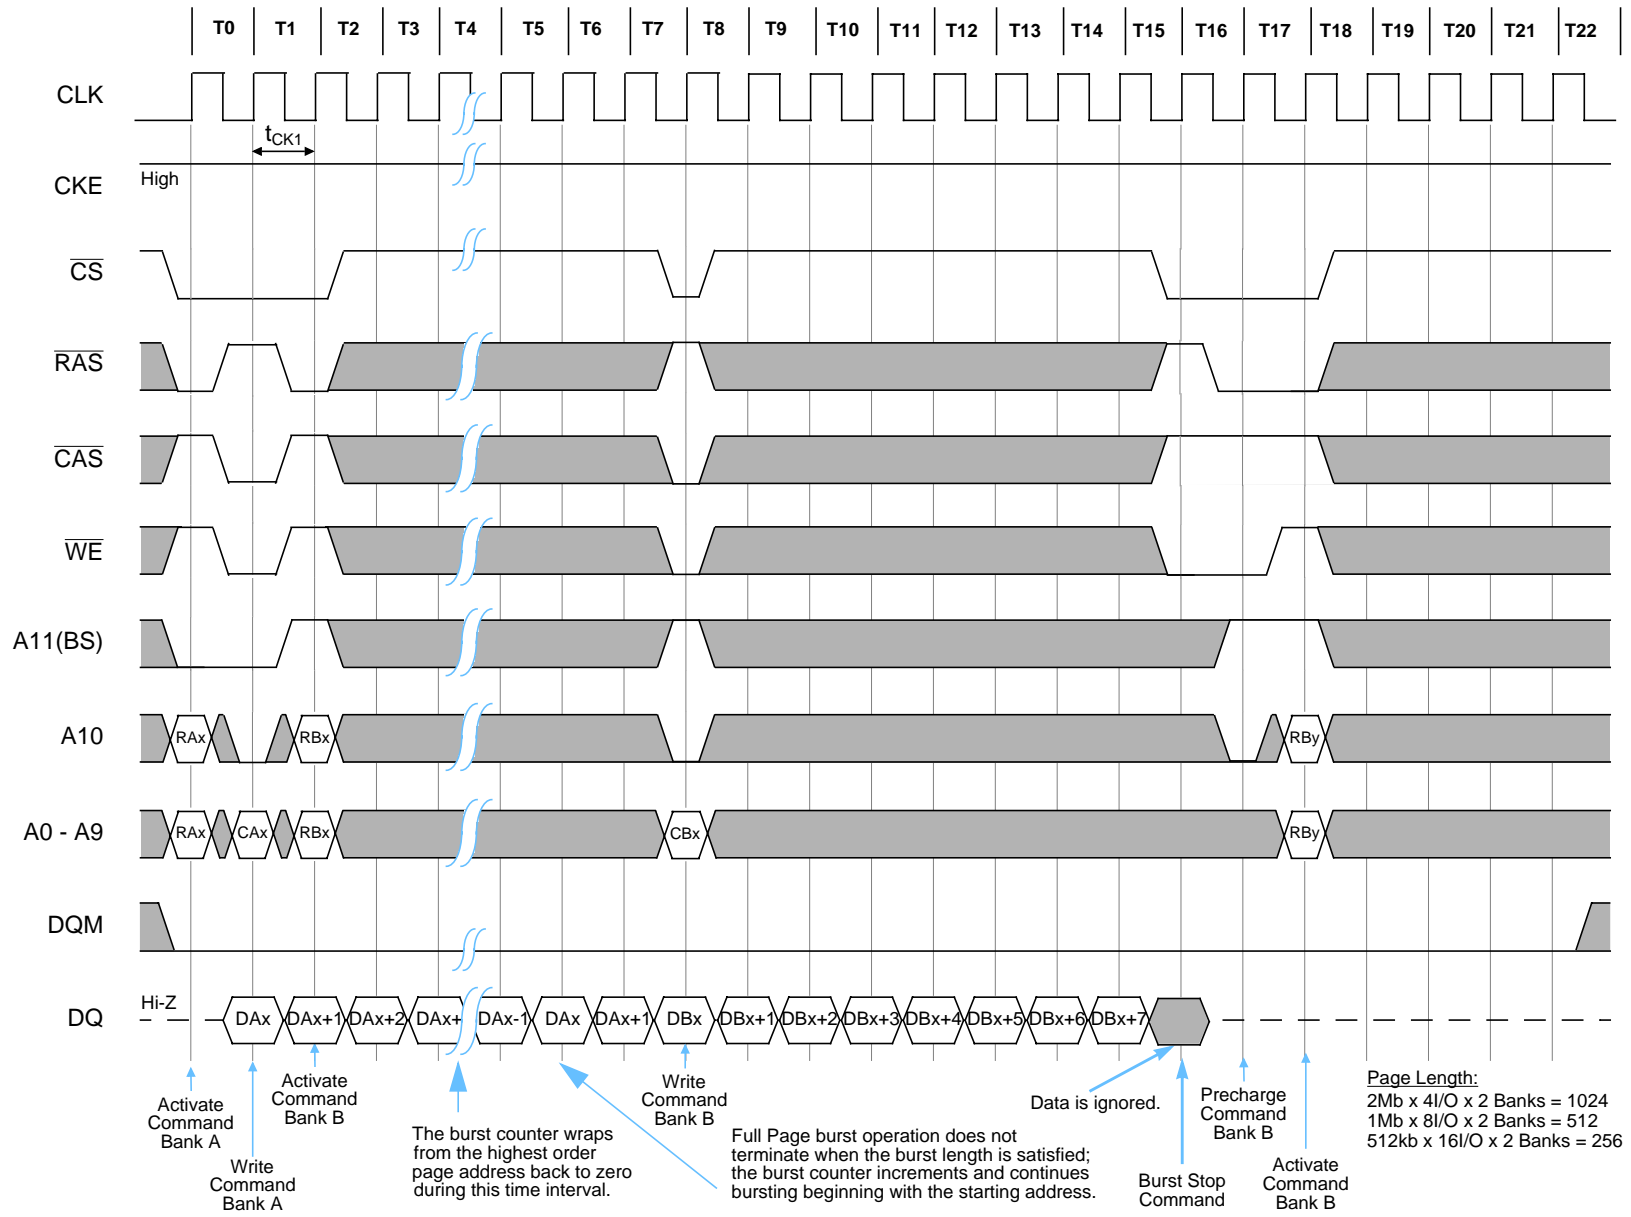 T0 T1 T2 T3 T4 T5 T6 T7 T8 T9 T10 T11 T12 T13 T14 T15 T16 T17 T18 T19 T20 T21 T22
CLK
tCK1
CKE
High
CS
RAS
CAS
WE
A11(BS)
A10
RAx RBx RBy
A0 - A9
RAx CAx RBx CBx RBy
DQM
DQ
Hi-Z
DAx DAx+1 DAx+2 DAx+ DAx-1 DAx DAx+1 DBx DBx+1 DBx+2 DBx+3 DBx+4 DBx+5 DBx+6 DBx+7
Activate
Command
Bank A
Write
Command
Bank A
Activate
Command
Bank B
The burst counter wraps
from the highest order
page address back to zero
during this time interval.
Write
Command
Bank B
Full Page burst operation does not
terminate when the burst length is satisfied;
the burst counter increments and continues
bursting beginning with the starting address.
Data is ignored.
Burst Stop
Command
Precharge
Command
Bank B
Activate
Command
Bank B
Page Length:
2Mb x 4I/O x 2 Banks = 1024
1Mb x 8I/O x 2 Banks = 512
512kb x 16I/O x 2 Banks = 256